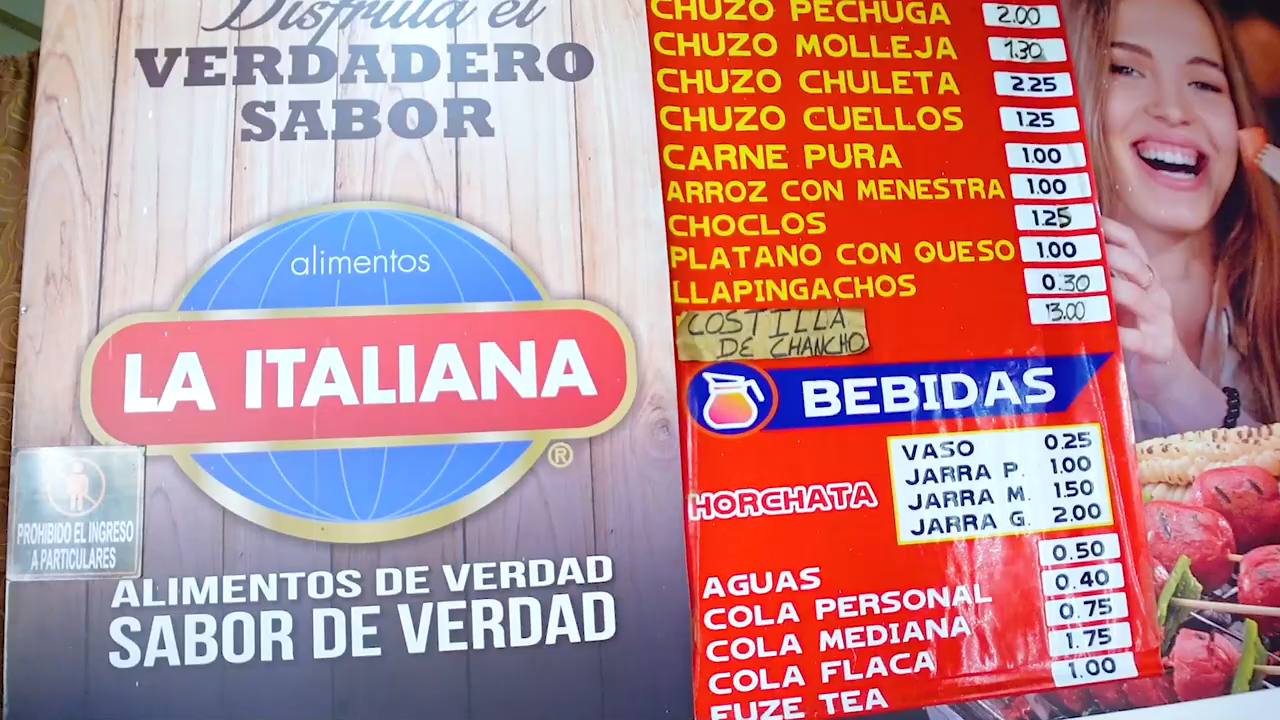 Disfruta el
VERDADERO
SABOR
alimentos
LA ITALIANA
®
PROHIBIDO EL INGRESO
A PARTICULARES
ALIMENTOS DE VERDAD
SABOR DE VERDAD
CHUZO PECHUGA 2.00
CHUZO MOLLEJA 1.30
CHUZO CHULETA 2.25
CHUZO CUELLOS 1.25
CARNE PURA 1.00
ARROZ CON MENESTRA 1.00
CHOCLOS 1.25
PLATANO CON QUESO 1.00
LLAPINGACHOS 0.30
COSTILLA 13.00
DE CHANCHO
BEBIDAS
HORCHATA
VASO 0.25
JARRA P. 1.00
JARRA M. 1.50
JARRA G. 2.00
AGUAS 0.50
COLA PERSONAL 0.40
COLA MEDIANA 0.75
COLA FLACA 1.75
FUZE TEA 1.00